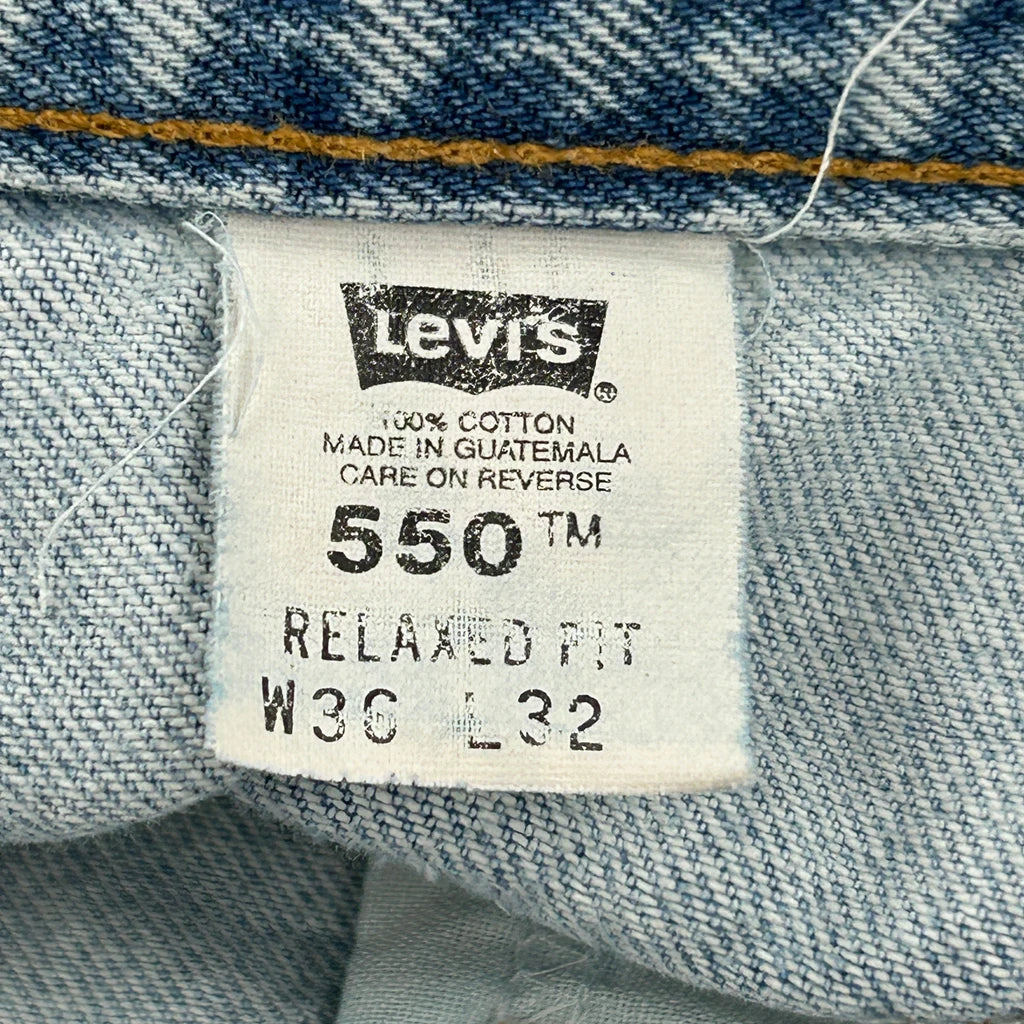 Levi's®
100% COTTON
MADE IN GUATEMALA
CARE ON REVERSE
550™
RELAXED FIT
W36 L32